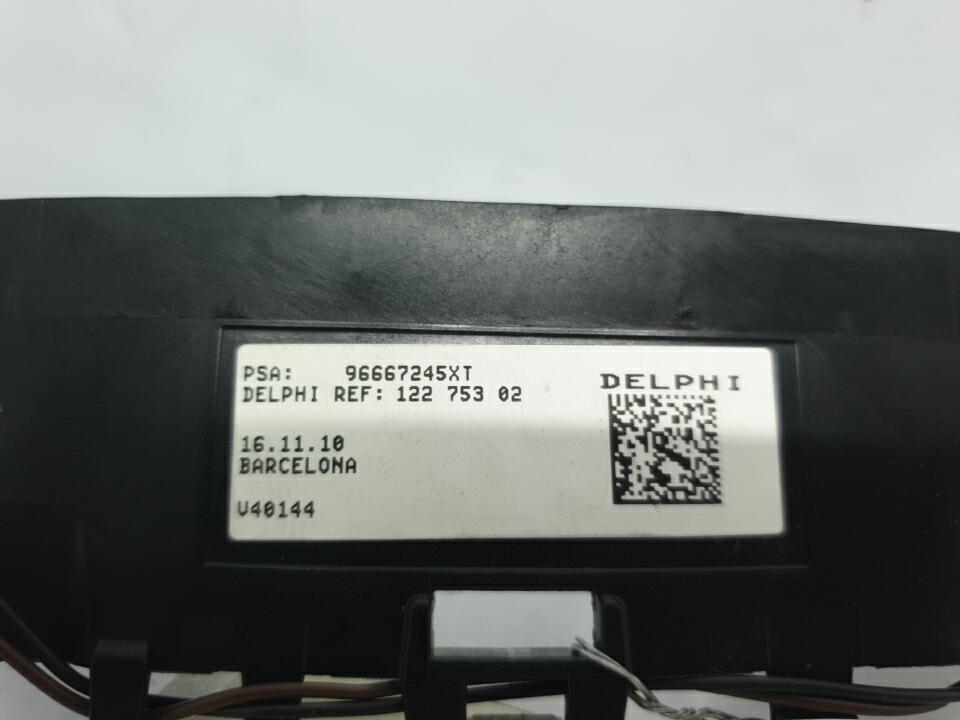 PSA: 96667245XT
DELPHI REF: 122 753 02
DELPHI
16.11.10
BARCELONA
V40144